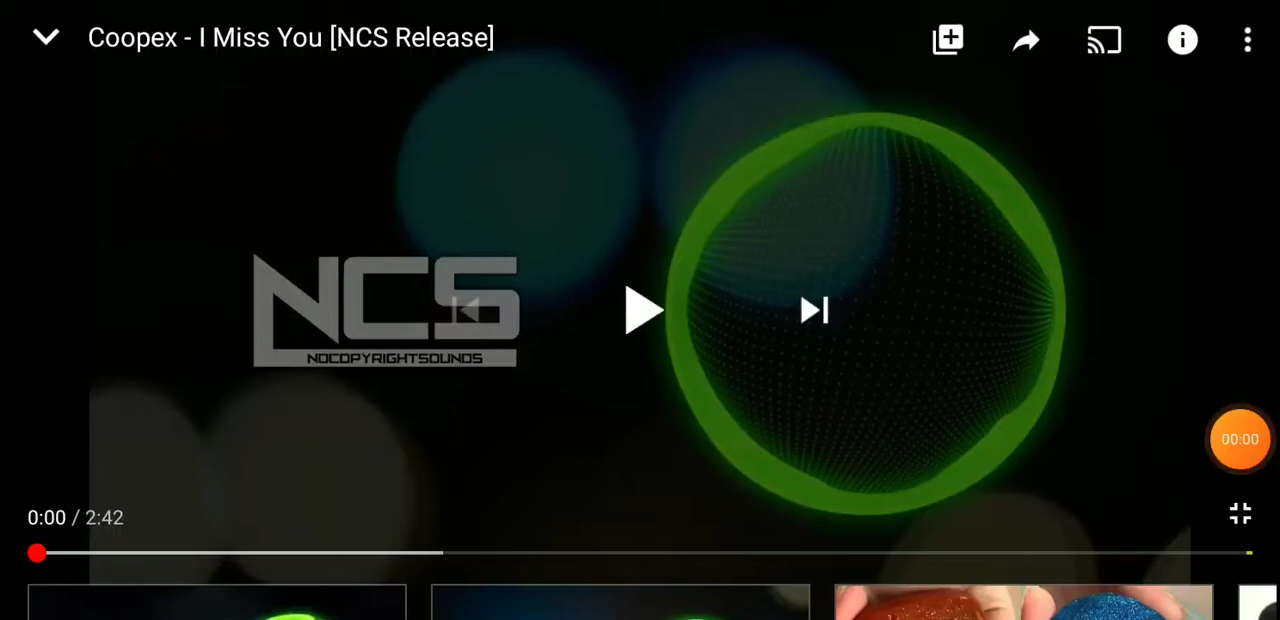 Coopex - I Miss You [NCS Release]
NCS
NOCOPYRIGHTSOUNDS
00:00
0:00 / 2:42